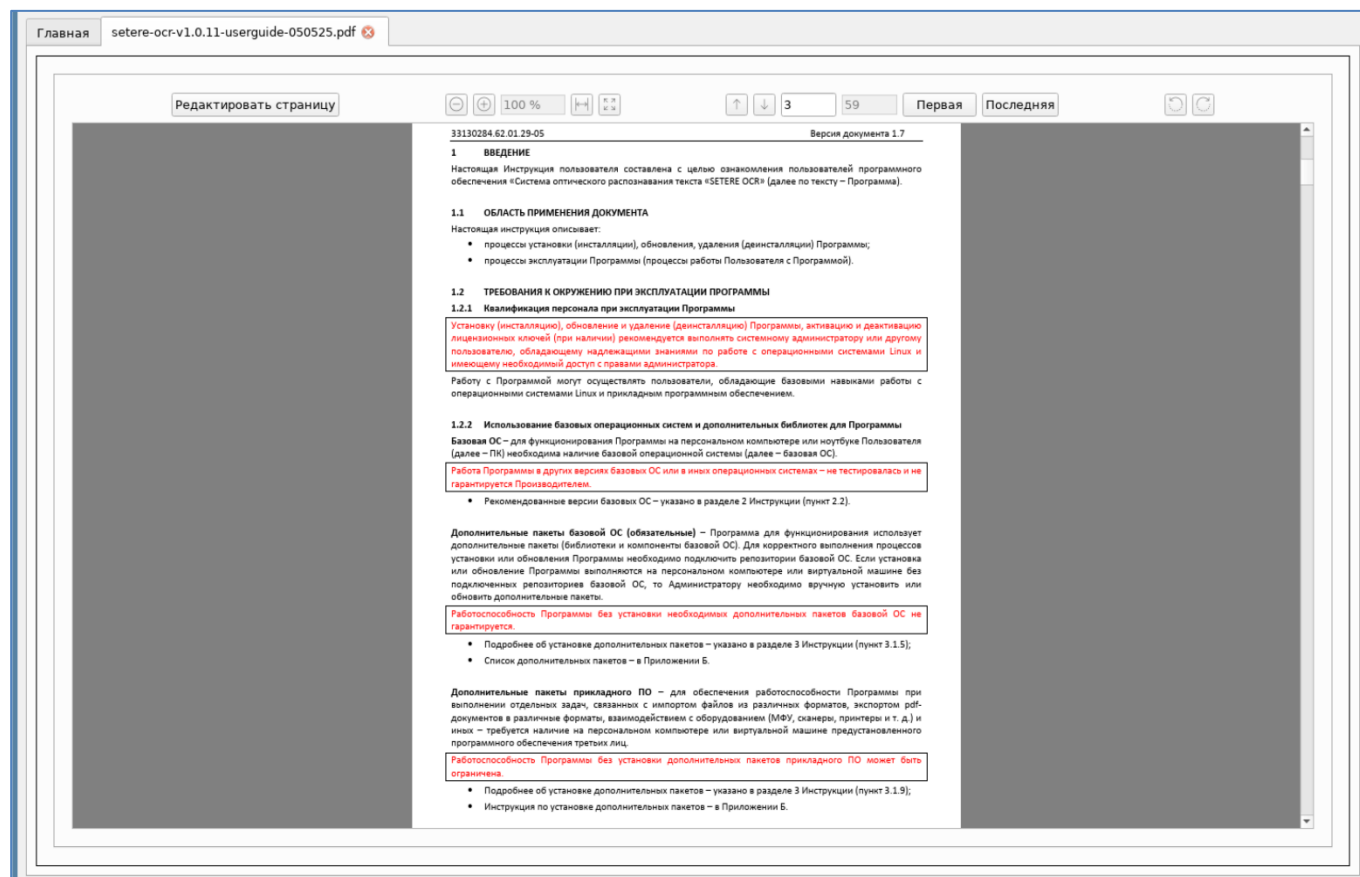 Главная setere-ocr-v1.0.11-userguide-050525.pdf
Редактировать страницу 100 % 3 59 Первая Последняя
33130284.62.01.29-05 Версия документа 1.7
1 ВВЕДЕНИЕ
Настоящая Инструкция пользователя составлена с целью ознакомления пользователей программного
обеспечения «Система оптического распознавания текста «SETERE OCR» (далее по тексту – Программа).
1.1 ОБЛАСТЬ ПРИМЕНЕНИЯ ДОКУМЕНТА
Настоящая инструкция описывает:
• процессы установки (инсталляции), обновления, удаления (деинсталляции) Программы;
• процессы эксплуатации Программы (процессы работы Пользователя с Программой).
1.2 ТРЕБОВАНИЯ К ОКРУЖЕНИЮ ПРИ ЭКСПЛУАТАЦИИ ПРОГРАММЫ
1.2.1 Квалификация персонала при эксплуатации Программы
Установку (инсталляцию), обновление и удаление (деинсталляцию) Программы, активацию и деактивацию
лицензионных ключей (при наличии) рекомендуется выполнять системному администратору или другому
пользователю, обладающему надлежащими знаниями по работе с операционными системами Linux и
имеющему необходимый доступ с правами администратора.
Работу с Программой могут осуществлять пользователи, обладающие базовыми навыками работы с
операционными системами Linux и прикладным программным обеспечением.
1.2.2 Использование базовых операционных систем и дополнительных библиотек для Программы
Базовая ОС – для функционирования Программы на персональном компьютере или ноутбуке Пользователя
(далее – ПК) необходима наличие базовой операционной системы (далее – базовая ОС).
Работа Программы в других версиях базовых ОС или в иных операционных системах – не тестировалась и не
гарантируется Производителем.
• Рекомендованные версии базовых ОС – указано в разделе 2 Инструкции (пункт 2.2).
Дополнительные пакеты базовой ОС (обязательные) – Программа для функционирования использует
дополнительные пакеты (библиотеки и компоненты базовой ОС). Для корректного выполнения процессов
установки или обновления Программы необходимо подключить репозитории базовой ОС. Если установка
или обновление Программы выполняются на персональном компьютере или виртуальной машине без
подключенных репозиториев базовой ОС, то Администратору необходимо вручную установить или
обновить дополнительные пакеты.
Работоспособность Программы без установки необходимых дополнительных пакетов базовой ОС не
гарантируется.
• Подробнее об установке дополнительных пакетов – указано в разделе 3 Инструкции (пункт 3.1.5);
• Список дополнительных пакетов – в Приложении Б.
Дополнительные пакеты прикладного ПО – для обеспечения работоспособности Программы при
выполнении отдельных задач, связанных с импортом файлов из различных форматов, экспортом pdf-
документов в различные форматы, взаимодействием с оборудованием (МФУ, сканеры, принтеры и т. д.) и
иных – требуется наличие на персональном компьютере или виртуальной машине предустановленного
программного обеспечения третьих лиц.
Работоспособность Программы без установки дополнительных пакетов прикладного ПО может быть
ограничена.
• Подробнее об установке дополнительных пакетов – указано в разделе 3 Инструкции (пункт 3.1.9);
• Инструкция по установке дополнительных пакетов – в Приложении Б.